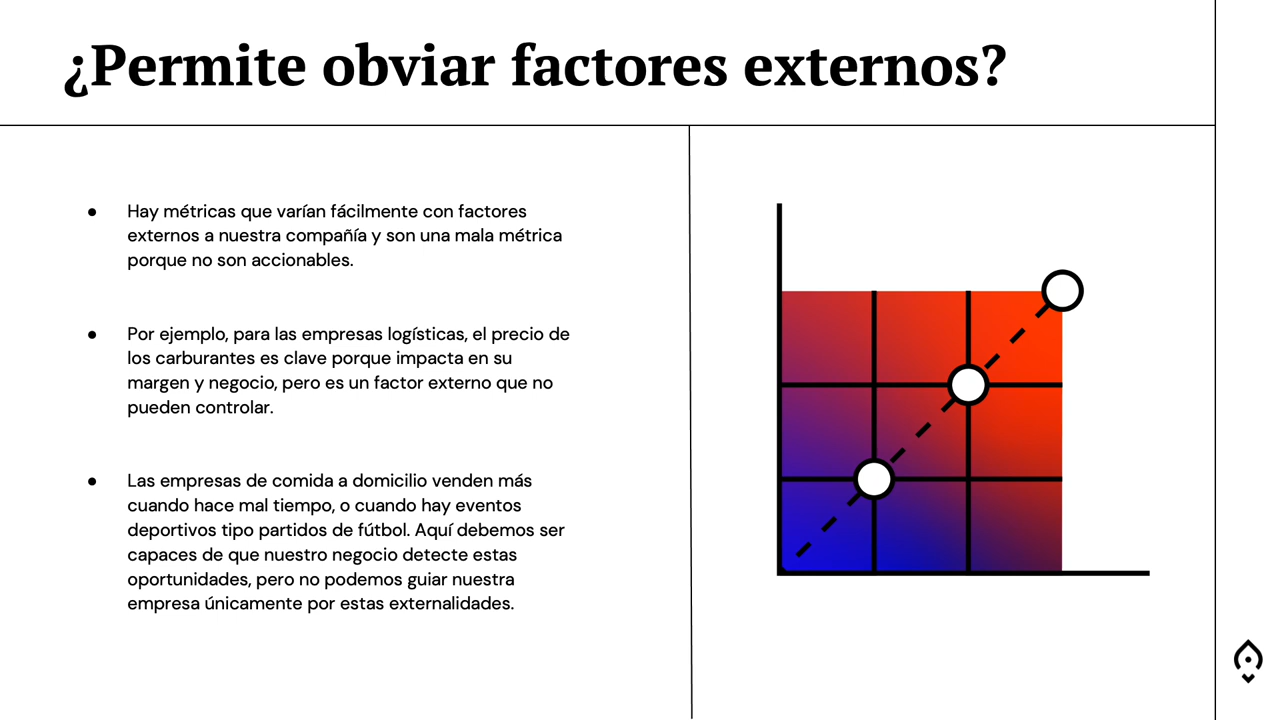 ¿Permite obviar factores externos?
● Hay métricas que varían fácilmente con factores
externos a nuestra compañía y son una mala métrica
porque no son accionables.
● Por ejemplo, para las empresas logísticas, el precio de
los carburantes es clave porque impacta en su
margen y negocio, pero es un factor externo que no
pueden controlar.
● Las empresas de comida a domicilio venden más
cuando hace mal tiempo, o cuando hay eventos
deportivos tipo partidos de fútbol. Aquí debemos ser
capaces de que nuestro negocio detecte estas
oportunidades, pero no podemos guiar nuestra
empresa únicamente por estas externalidades.